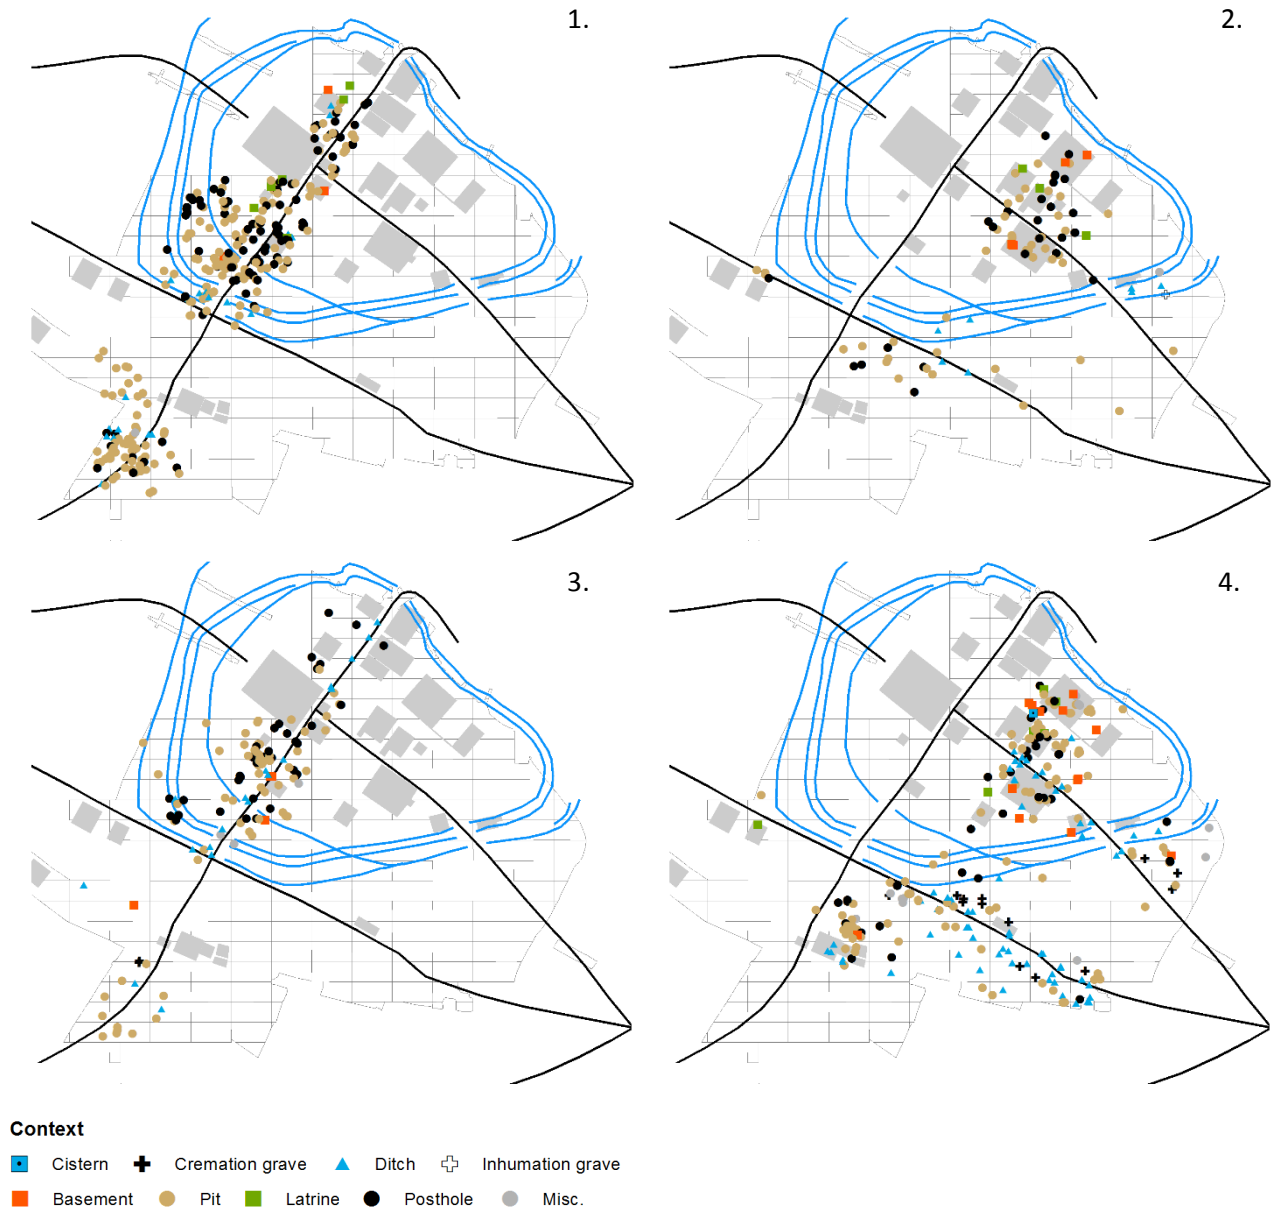 1.
2.
3.
4.
Context
Cistern Cremation grave Ditch Inhumation grave
Basement Pit Latrine Posthole Misc.